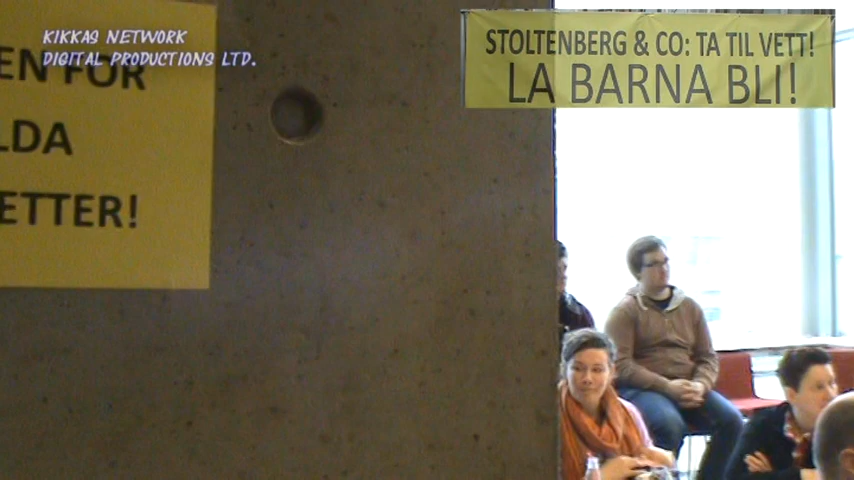 KIKKAS NETWORK
DIGITAL PRODUCTIONS LTD.
EN FOR
LDA
ETTER!
STOLTENBERG & CO: TA TIL VETT!
LA BARNA BLI!